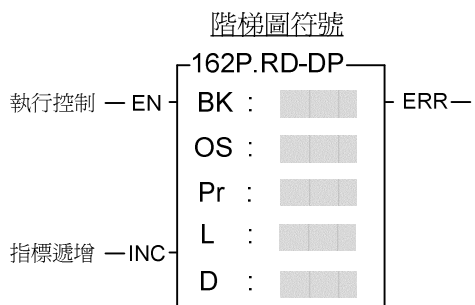 階梯圖符號
162P.RD-DP
執行控制 EN BK : ERR
OS :
Pr :
L :
指標遞增 INC
D :